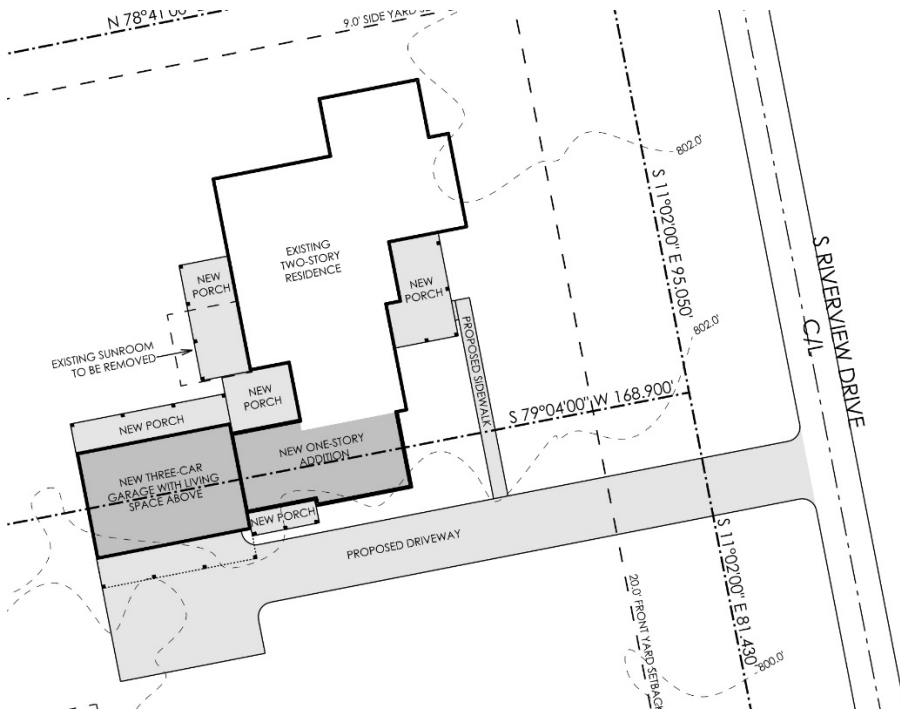 N 78°41'00"
9.0' SIDE YARD
802.0'
S 11°02'00" E 95.050'
EXISTING
TWO-STORY
RESIDENCE
NEW
PORCH
NEW
PORCH
S RIVERVIEW DRIVE
C/L
EXISTING SUNROOM
TO BE REMOVED
PROPOSED SIDEWALK
802.0'
NEW
PORCH
NEW PORCH
S 79°04'00" W 168.900'
NEW ONE-STORY
ADDITION
NEW THREE-CAR
GARAGE WITH LIVING
SPACE ABOVE
NEW PORCH
PROPOSED DRIVEWAY
S 11°02'00" E 81.430'
20.0' FRONT YARD SETBACK
800.0'